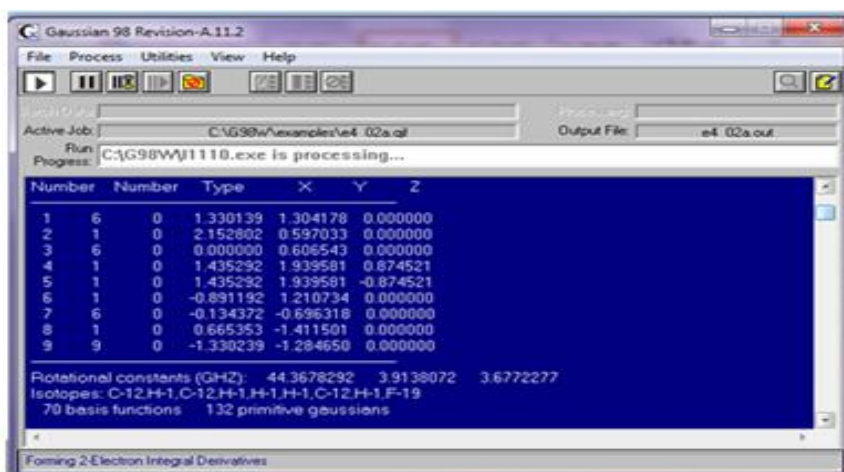 Gaussian 98 Revision-A.11.2
File Process Utilities View Help
Active Job: C:\G98W\examples\e4_02a.gjf Output File: e4_02a.out
Run Progress: C:\G98W\l1110.exe is processing...
Number Number Type X Y Z
1 6 0 1.330139 1.304178 0.000000
2 1 0 2.152802 0.597033 0.000000
3 6 0 0.000000 0.606543 0.000000
4 1 0 1.435292 1.939581 0.874521
5 1 0 1.435292 1.939581 -0.874521
6 1 0 -0.891192 1.210734 0.000000
7 6 0 -0.134372 -0.696318 0.000000
8 1 0 0.665353 -1.411501 0.000000
9 9 0 -1.330239 -1.284650 0.000000
Rotational constants (GHZ): 44.3678292 3.9138072 3.6772277
Isotopes: C-12,H-1,C-12,H-1,H-1,H-1,C-12,H-1,F-19
70 basis functions 132 primitive gaussians
Forming 2-Electron Integral Derivatives